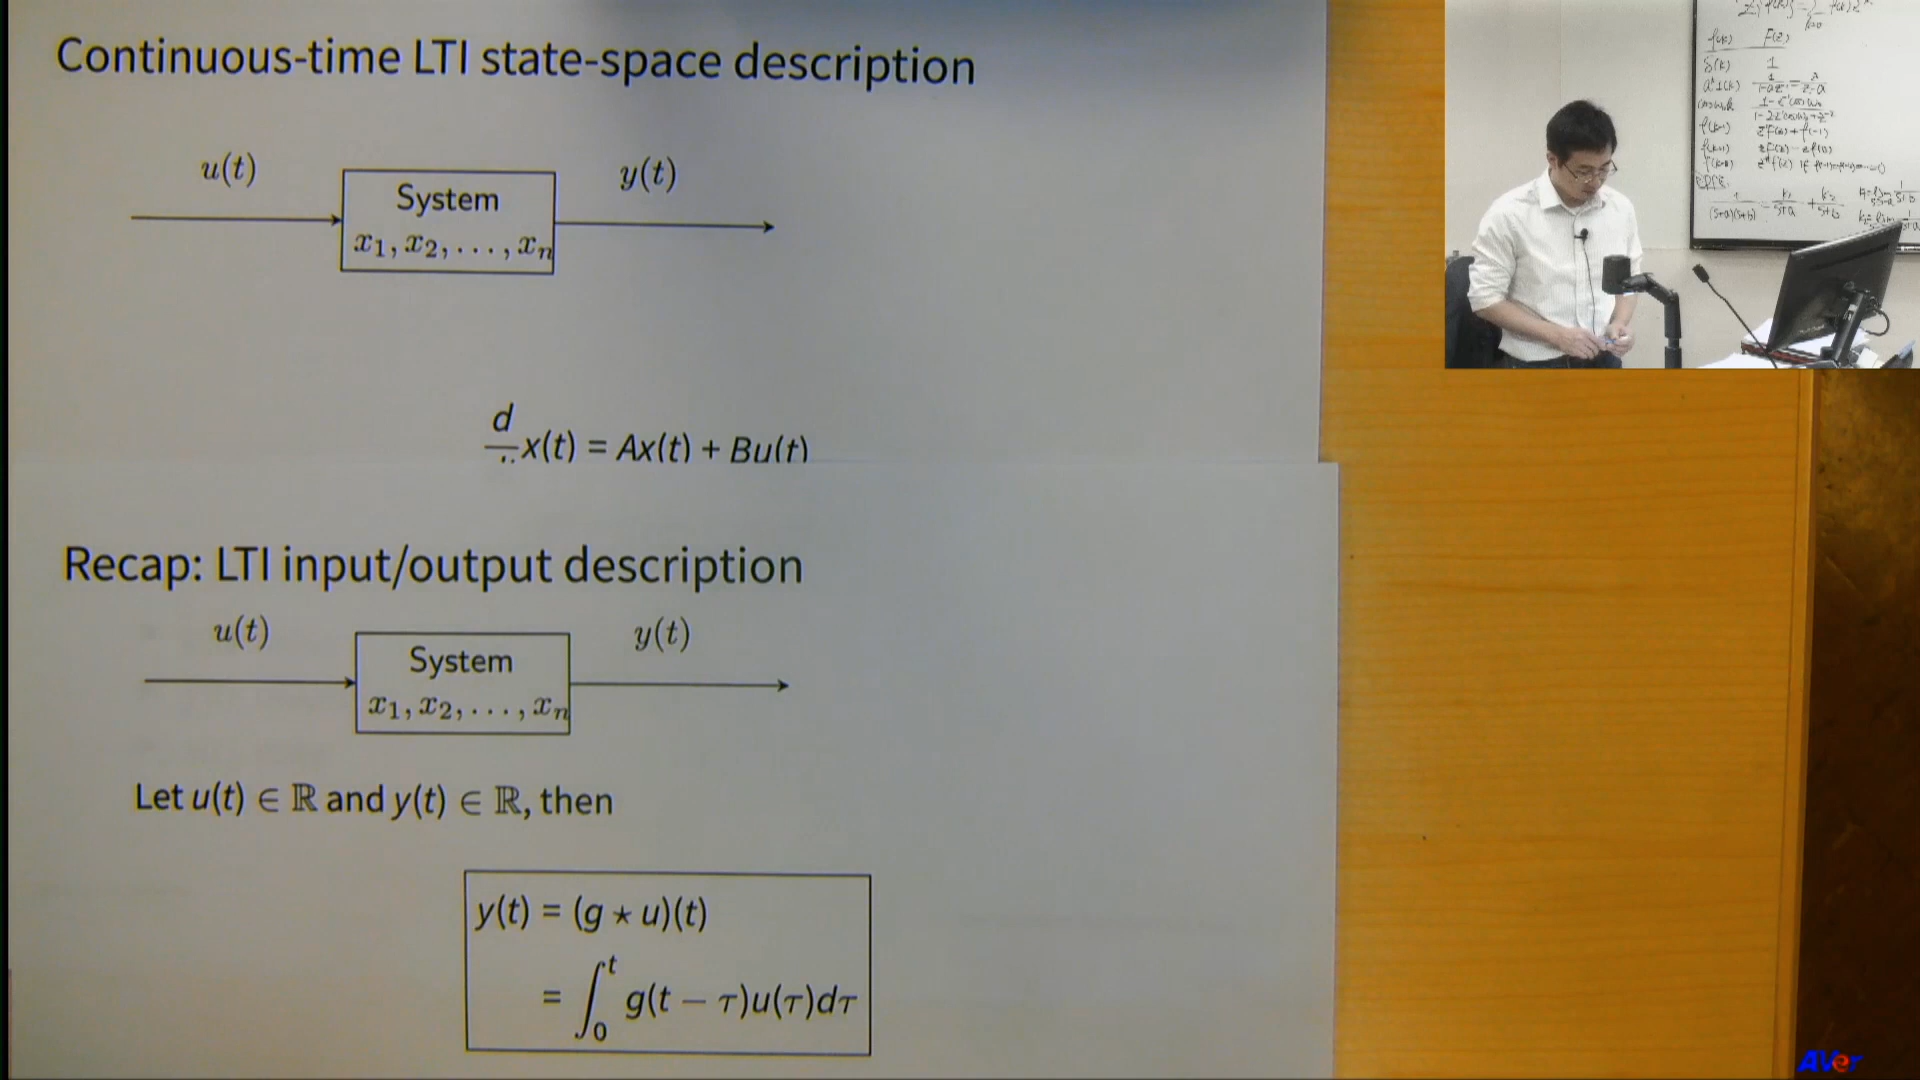 Continuous-time LTI state-space description
u(t)
y(t)
System
x₁, x₂, . . . , xₙ
d
x(t) = Ax(t) + Bu(t)
Recap: LTI input/output description
u(t)
y(t)
System
x₁, x₂, . . . , xₙ
Let u(t) ∈ ℝ and y(t) ∈ ℝ, then
y(t) = (g ⋆ u)(t)
= ∫₀ᵗ g(t − τ)u(τ)dτ
f(k) F(z)
δ(k) 1
AVer